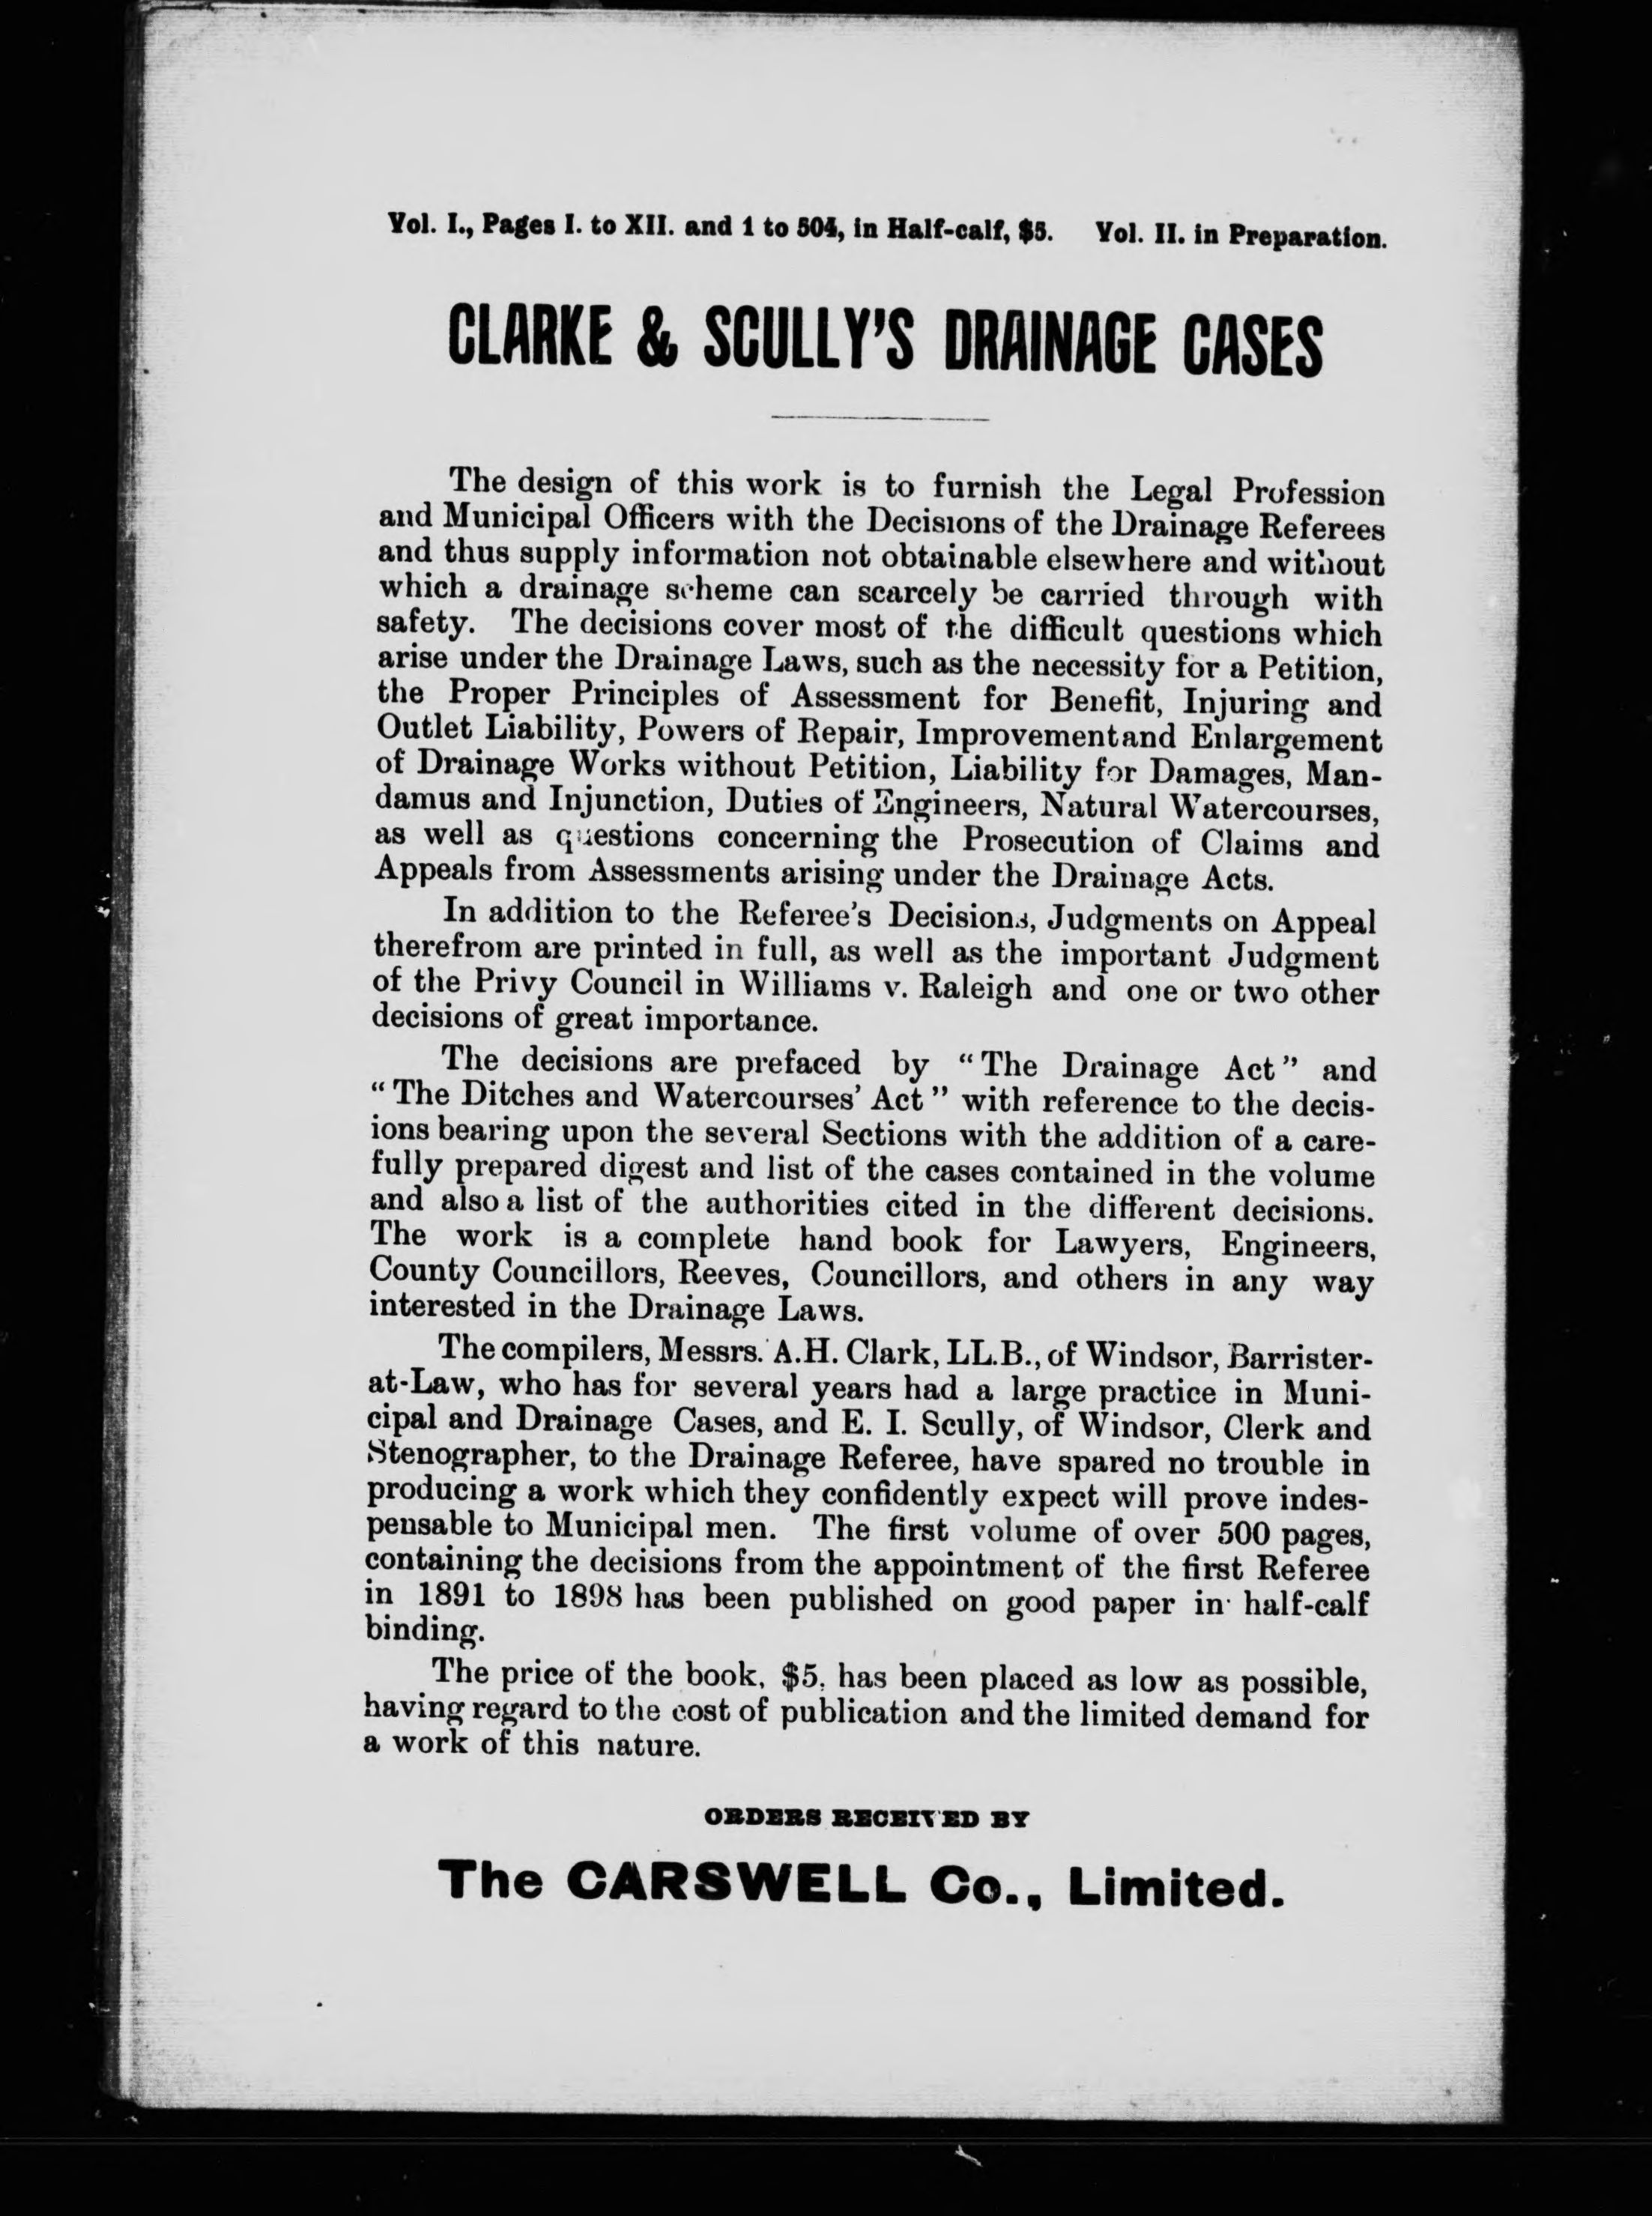 Vol. I., Pages I. to XII. and 1 to 504, in Half-calf, $5. Vol. II. in Preparation.
CLARKE & SCULLY'S DRAINAGE CASES
The design of this work is to furnish the Legal Profession
and Municipal Officers with the Decisions of the Drainage Referees
and thus supply information not obtainable elsewhere and without
which a drainage scheme can scarcely be carried through with
safety. The decisions cover most of the difficult questions which
arise under the Drainage Laws, such as the necessity for a Petition,
the Proper Principles of Assessment for Benefit, Injuring and
Outlet Liability, Powers of Repair, Improvement and Enlargement
of Drainage Works without Petition, Liability for Damages, Man-
damus and Injunction, Duties of Engineers, Natural Watercourses,
as well as questions concerning the Prosecution of Claims and
Appeals from Assessments arising under the Drainage Acts.
In addition to the Referee's Decisions, Judgments on Appeal
therefrom are printed in full, as well as the important Judgment
of the Privy Council in Williams v. Raleigh and one or two other
decisions of great importance.
The decisions are prefaced by "The Drainage Act" and
"The Ditches and Watercourses' Act" with reference to the decis-
ions bearing upon the several Sections with the addition of a care-
fully prepared digest and list of the cases contained in the volume
and also a list of the authorities cited in the different decisions.
The work is a complete hand book for Lawyers, Engineers,
County Councillors, Reeves, Councillors, and others in any way
interested in the Drainage Laws.
The compilers, Messrs. A.H. Clark, LL.B., of Windsor, Barrister-
at-Law, who has for several years had a large practice in Muni-
cipal and Drainage Cases, and E. I. Scully, of Windsor, Clerk and
Stenographer, to the Drainage Referee, have spared no trouble in
producing a work which they confidently expect will prove indes-
pensable to Municipal men. The first volume of over 500 pages,
containing the decisions from the appointment of the first Referee
in 1891 to 1898 has been published on good paper in half-calf
binding.
The price of the book, $5, has been placed as low as possible,
having regard to the cost of publication and the limited demand for
a work of this nature.
ORDERS RECEIVED BY
The CARSWELL Co., Limited.